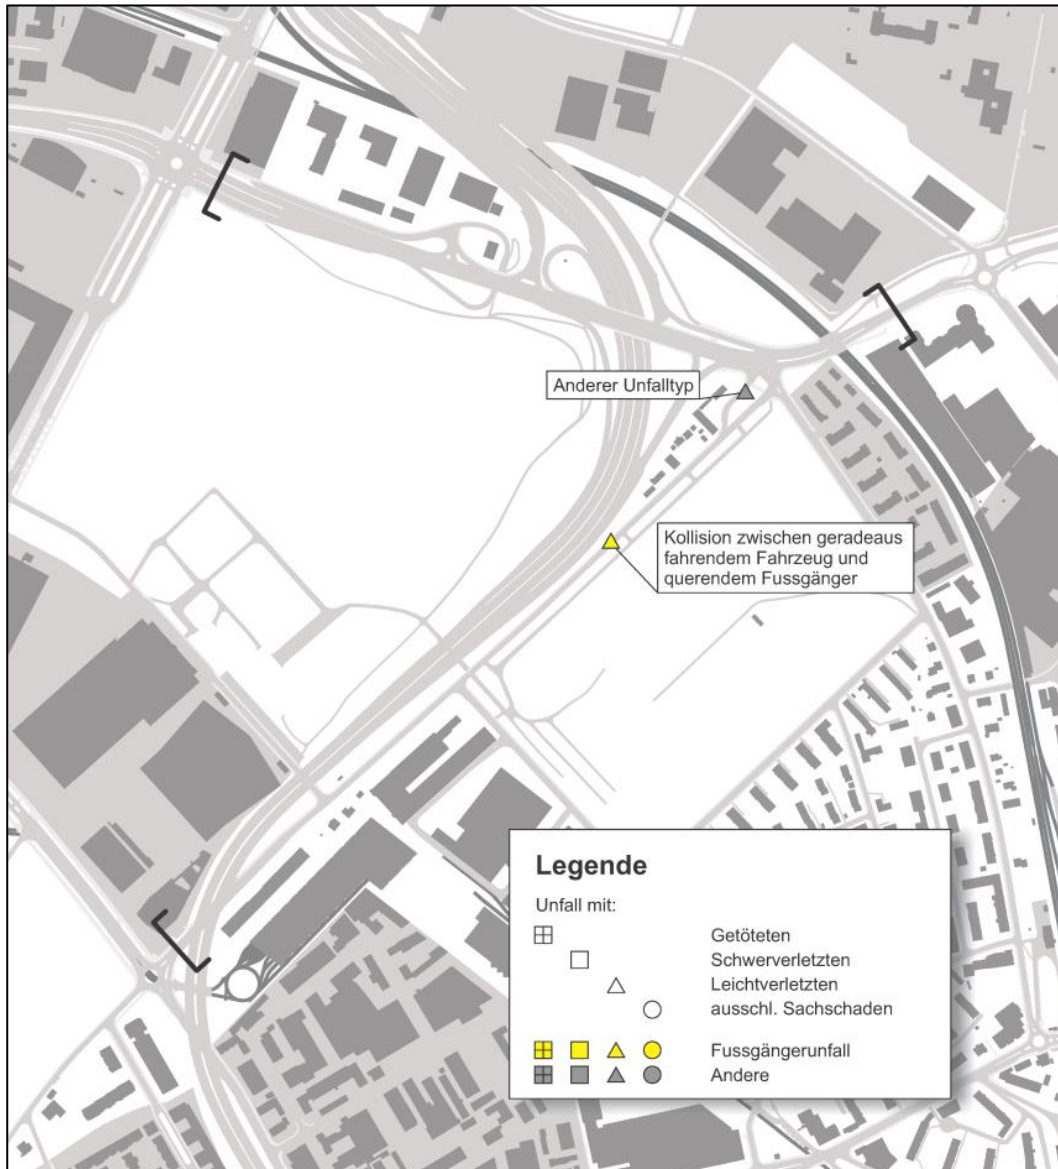 Anderer Unfalltyp
Kollision zwischen geradeaus
fahrendem Fahrzeug und
querendem Fussgänger
Legende
Unfall mit:
Getöteten
Schwerverletzten
Leichtverletzten
ausschl. Sachschaden
Fussgängerunfall
Andere